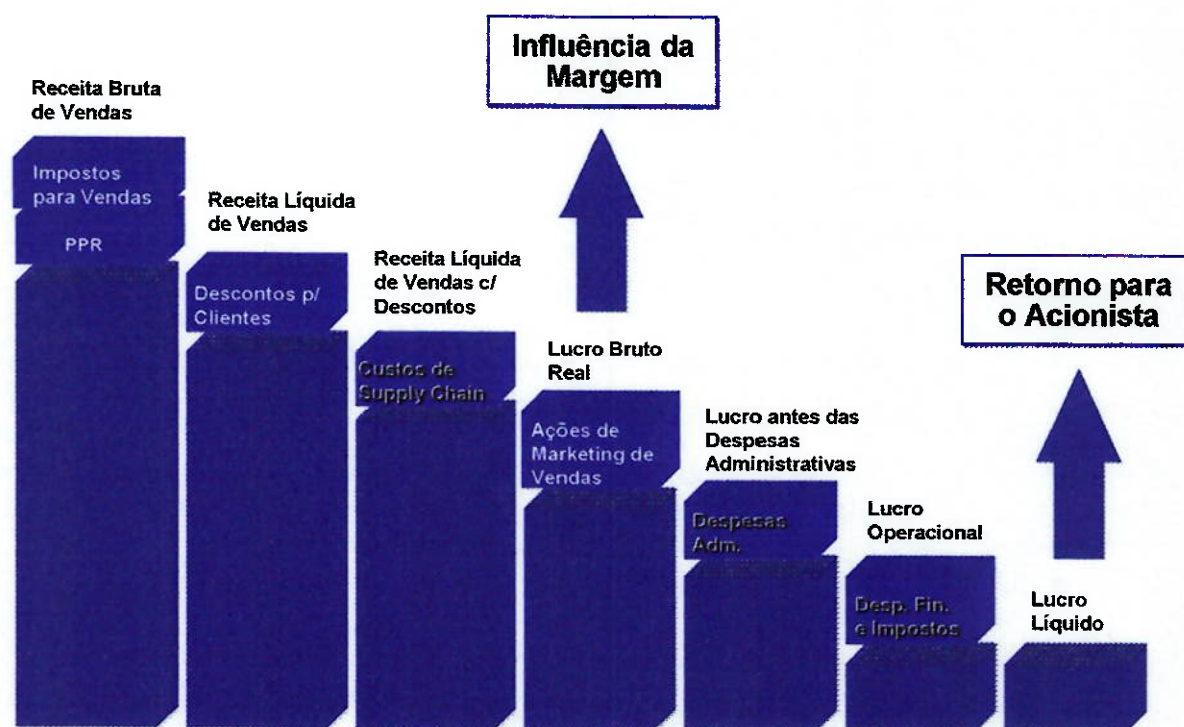 Influência da
Margem
Receita Bruta
de Vendas
Impostos
para Vendas
PPR
Receita Líquida
de Vendas
Descontos p/
Clientes
Receita Líquida
de Vendas c/
Descontos
Custos de
Supply Chain
Lucro Bruto
Real
Ações de
Marketing de
Vendas
Lucro antes das
Despesas
Administrativas
Despesas
Adm.
Lucro
Operacional
Desp. Fin.
e Impostos
Retorno para
o Acionista
Lucro
Líquido